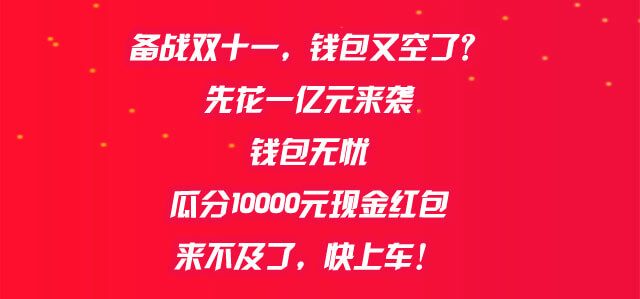 备战双十一，钱包又空了？
先花一亿元来袭
钱包无忧
瓜分10000元现金红包
来不及了，快上车！